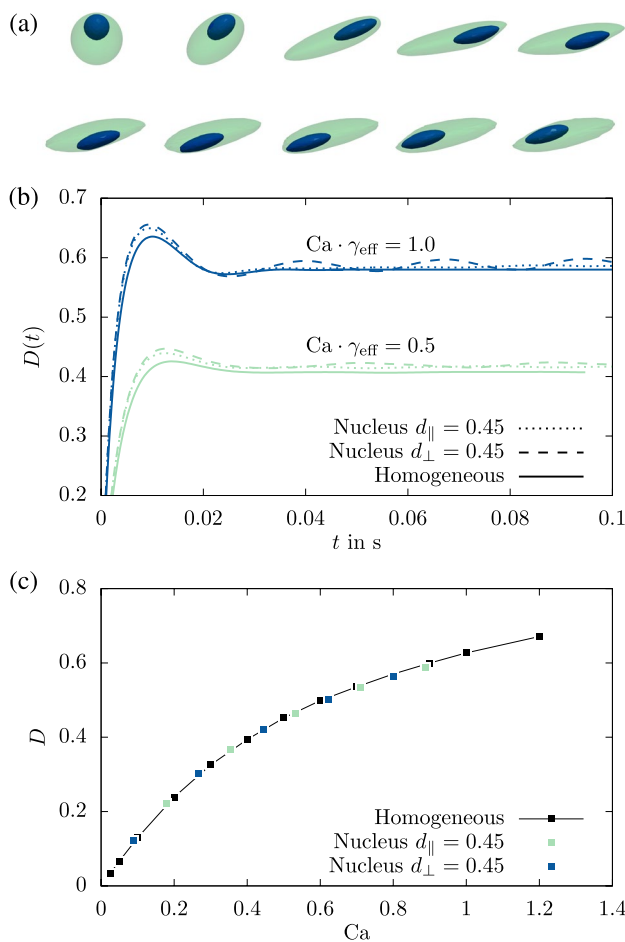 (a)
(b)
0.7
0.6
0.5
0.4
0.3
0.2
D(t)
Ca · γeff = 1.0
Ca · γeff = 0.5
Nucleus d∥ = 0.45
Nucleus d⊥ = 0.45
Homogeneous
0 0.02 0.04 0.06 0.08 0.1
t in s
(c)
0.8
0.6
0.4
0.2
0
D
Homogeneous
Nucleus d∥ = 0.45
Nucleus d⊥ = 0.45
0 0.2 0.4 0.6 0.8 1 1.2 1.4
Ca